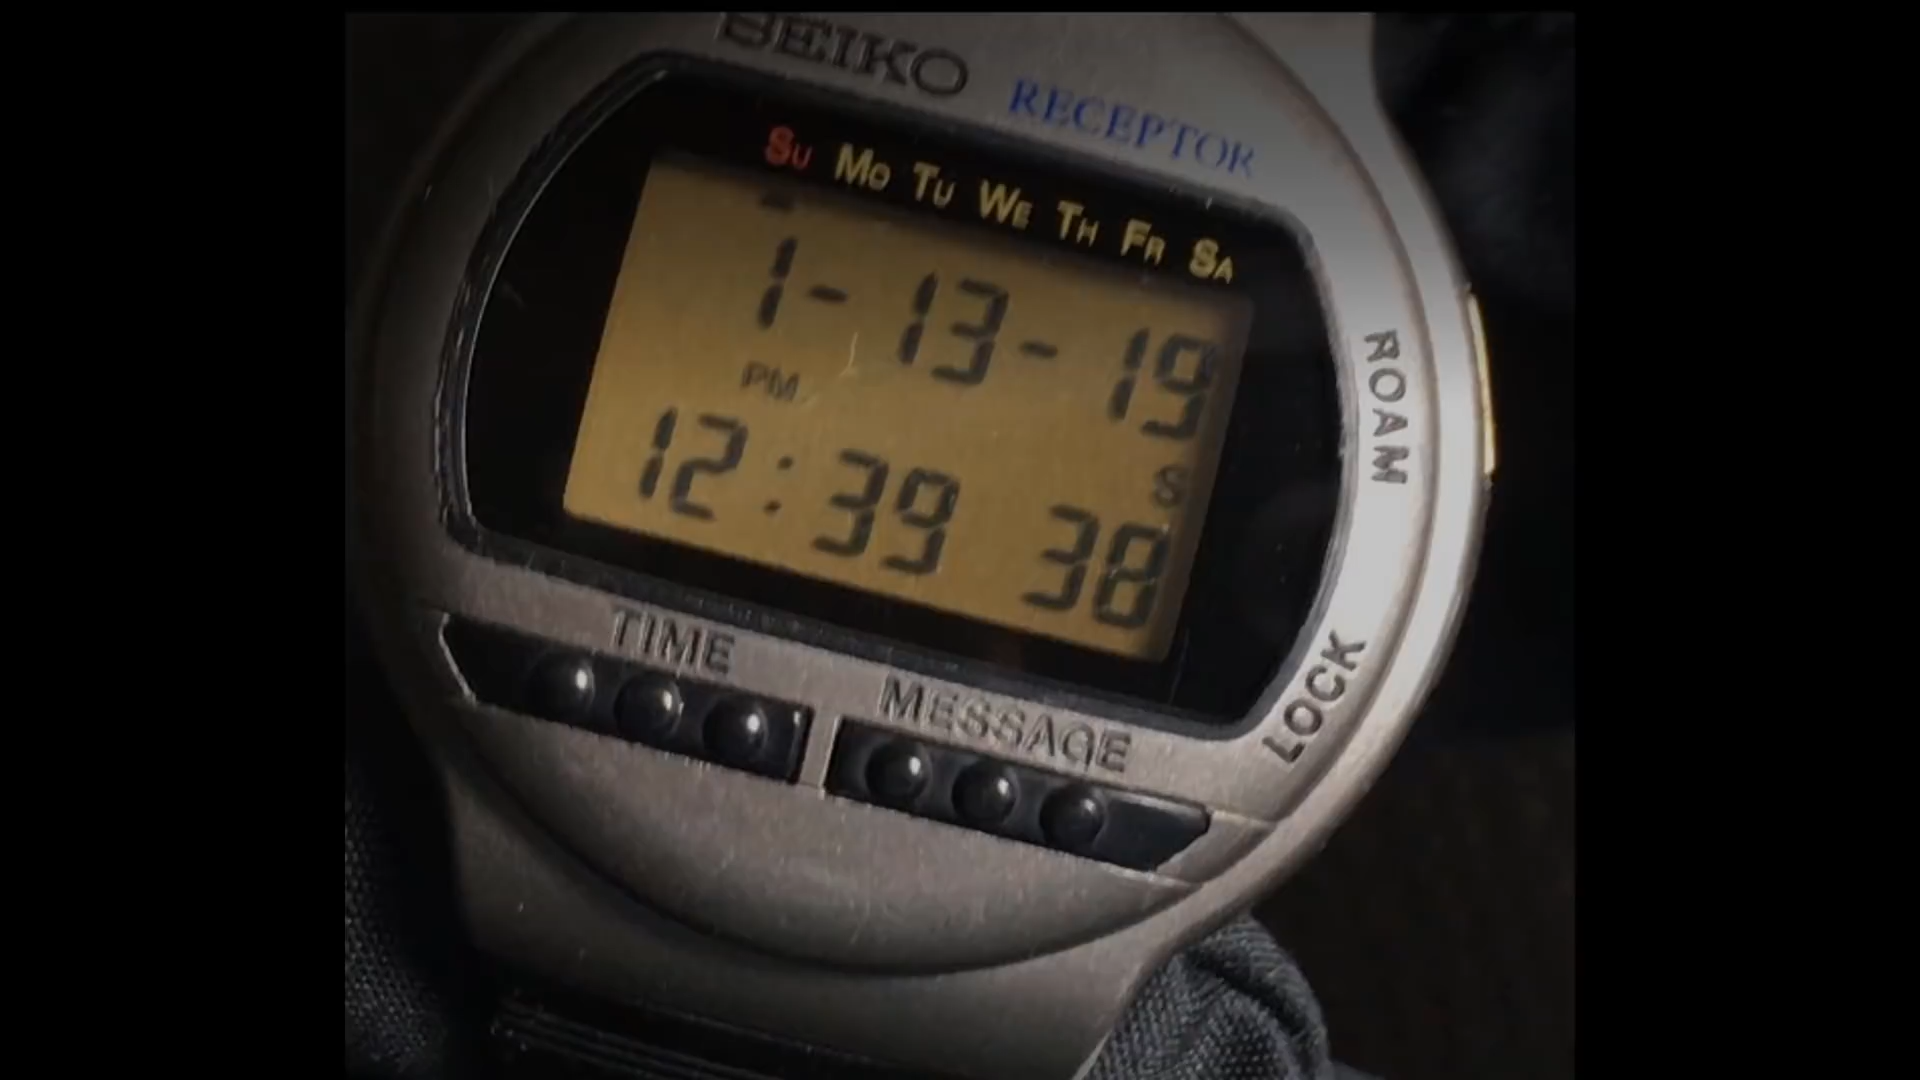 SEIKO
RECEPTOR
SU MO TU WE TH FR SA
1-13-19
PM
S
12:39 38
ROAM
LOCK
TIME
MESSAGE